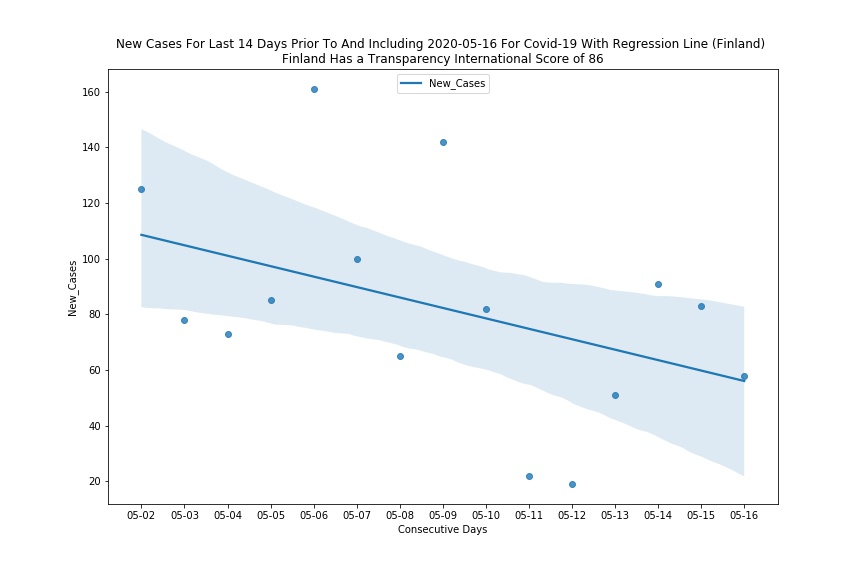 New Cases For Last 14 Days Prior To And Including 2020-05-16 For Covid-19 With Regression Line (Finland)
Finland Has a Transparency International Score of 86
New_Cases
160
140
120
100
80
60
40
20
New_Cases
05-02 05-03 05-04 05-05 05-06 05-07 05-08 05-09 05-10 05-11 05-12 05-13 05-14 05-15 05-16
Consecutive Days